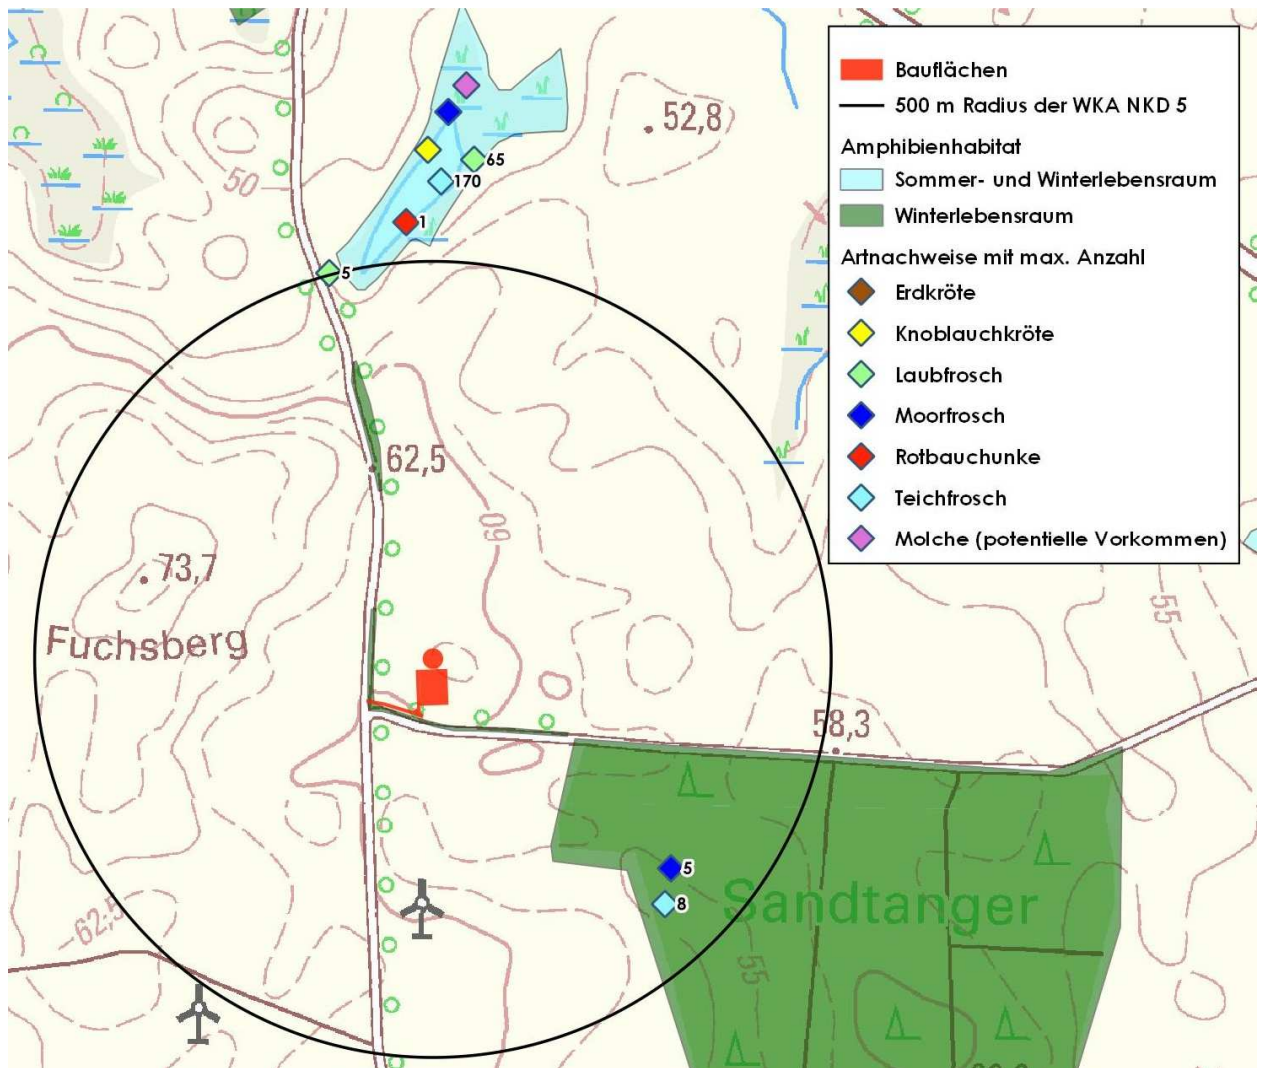 Bauflächen
500 m Radius der WKA NKD 5
Amphibienhabitat
Sommer- und Winterlebensraum
Winterlebensraum
Artnachweise mit max. Anzahl
Erdkröte
Knoblauchkröte
Laubfrosch
Moorfrosch
Rotbauchunke
Teichfrosch
Molche (potentielle Vorkommen)
52,8
65
50
170
1
5
62,5
60
73,7
55
Fuchsberg
58,3
5
8
Sandtanger
62,5
55